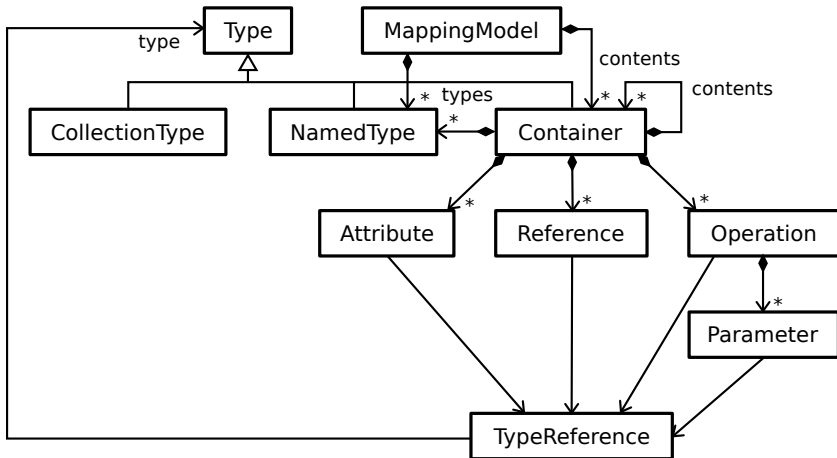 Type
MappingModel
type
contents
contents
*
types
*
*
*
CollectionType
NamedType
Container
*
*
*
Attribute
Reference
Operation
*
Parameter
TypeReference